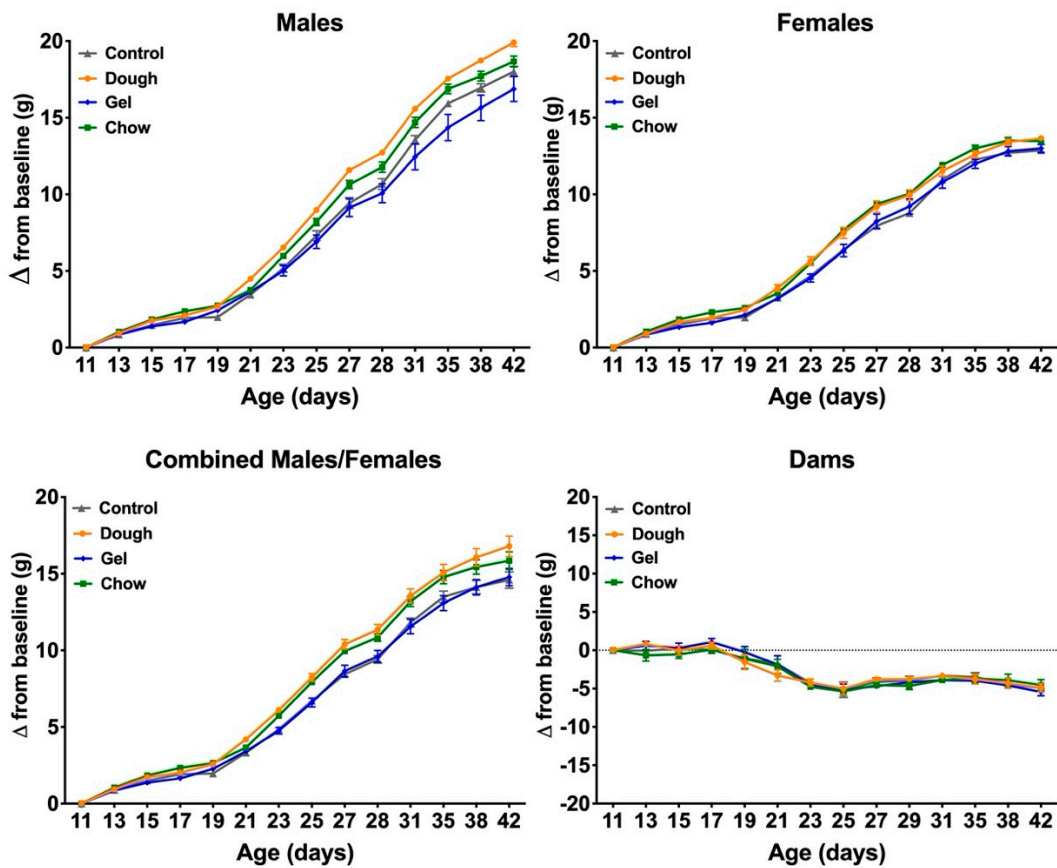 Males
Control
Dough
Gel
Chow
Δ from baseline (g)
20
15
10
5
0
11 13 15 17 19 21 23 25 27 28 31 35 38 42
Age (days)
Females
Control
Dough
Gel
Chow
Δ from baseline (g)
20
15
10
5
0
11 13 15 17 19 21 23 25 27 28 31 35 38 42
Age (days)
Combined Males/Females
Control
Dough
Gel
Chow
Δ from baseline (g)
20
15
10
5
0
11 13 15 17 19 21 23 25 27 28 31 35 38 42
Age (days)
Dams
Control
Dough
Gel
Chow
Δ from baseline (g)
20
15
10
5
0
-5
-10
-15
-20
11 13 15 17 18 21 23 25 27 29 31 35 38 42
Age (days)